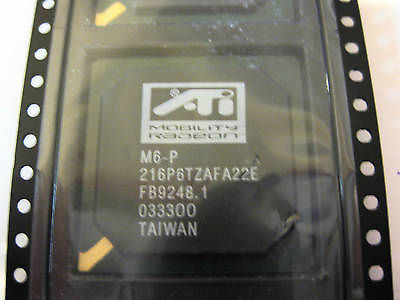 ATi
MOBILITY
RADEON
M6-P
216P6TZAFA22E
FB9248.1
033300
TAIWAN